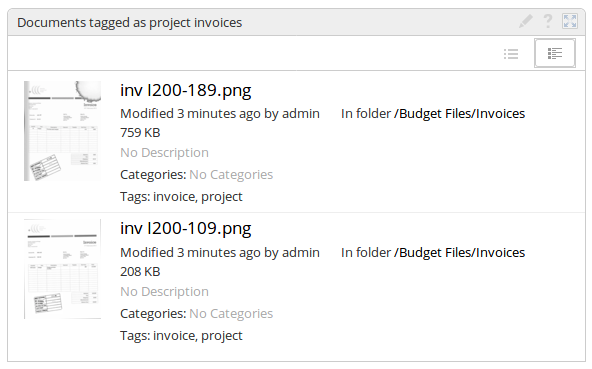 Documents tagged as project invoices
?
inv I200-189.png
Modified 3 minutes ago by admin In folder /Budget Files/Invoices
759 KB
No Description
Categories: No Categories
Tags: invoice, project
inv I200-109.png
Modified 3 minutes ago by admin In folder /Budget Files/Invoices
208 KB
No Description
Categories: No Categories
Tags: invoice, project